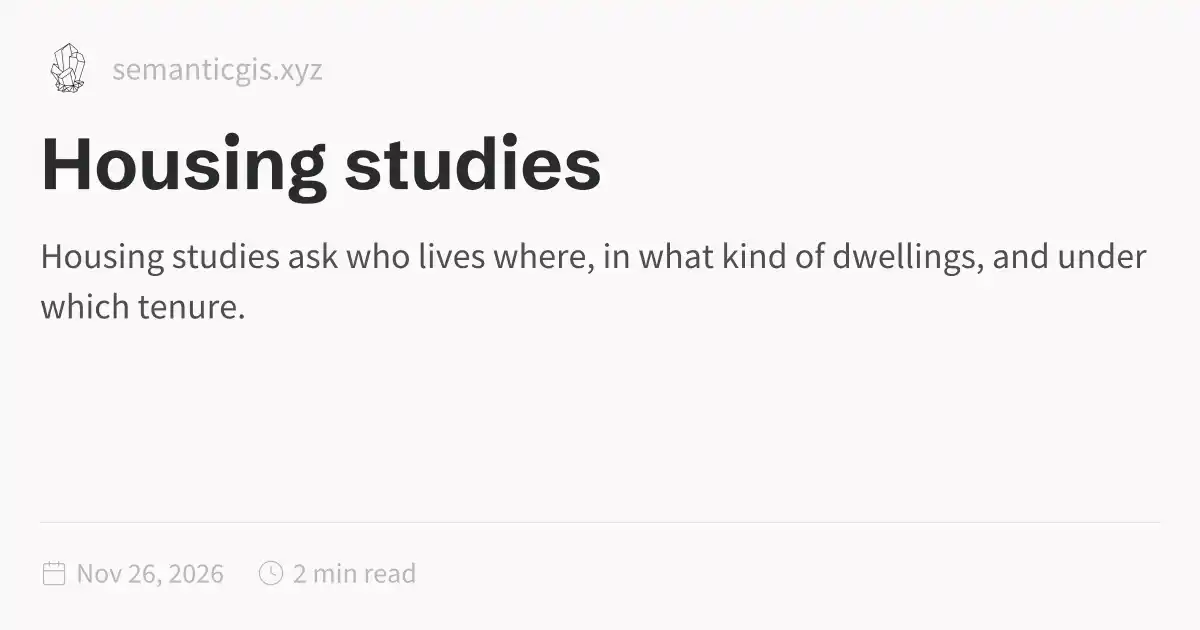 semanticgis.xyz
Housing studies
Housing studies ask who lives where, in what kind of dwellings, and under
which tenure.
Nov 26, 2026 2 min read